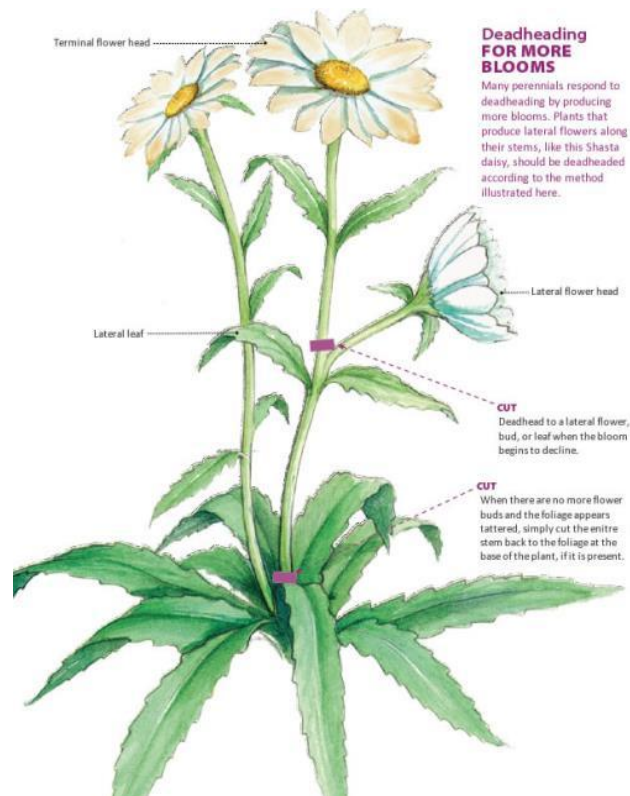 Terminal flower head
Deadheading
FOR MORE
BLOOMS
Many perennials respond to
deadheading by producing
more blooms. Plants that
produce lateral flowers along
their stems, like this Shasta
daisy, should be deadheaded
according to the method
illustrated here.
Lateral flower head
Lateral leaf
CUT
Deadhead to a lateral flower,
bud, or leaf when the bloom
begins to decline.
CUT
When there are no more flower
buds and the foliage appears
tattered, simply cut the enitre
stem back to the foliage at the
base of the plant, if it is present.